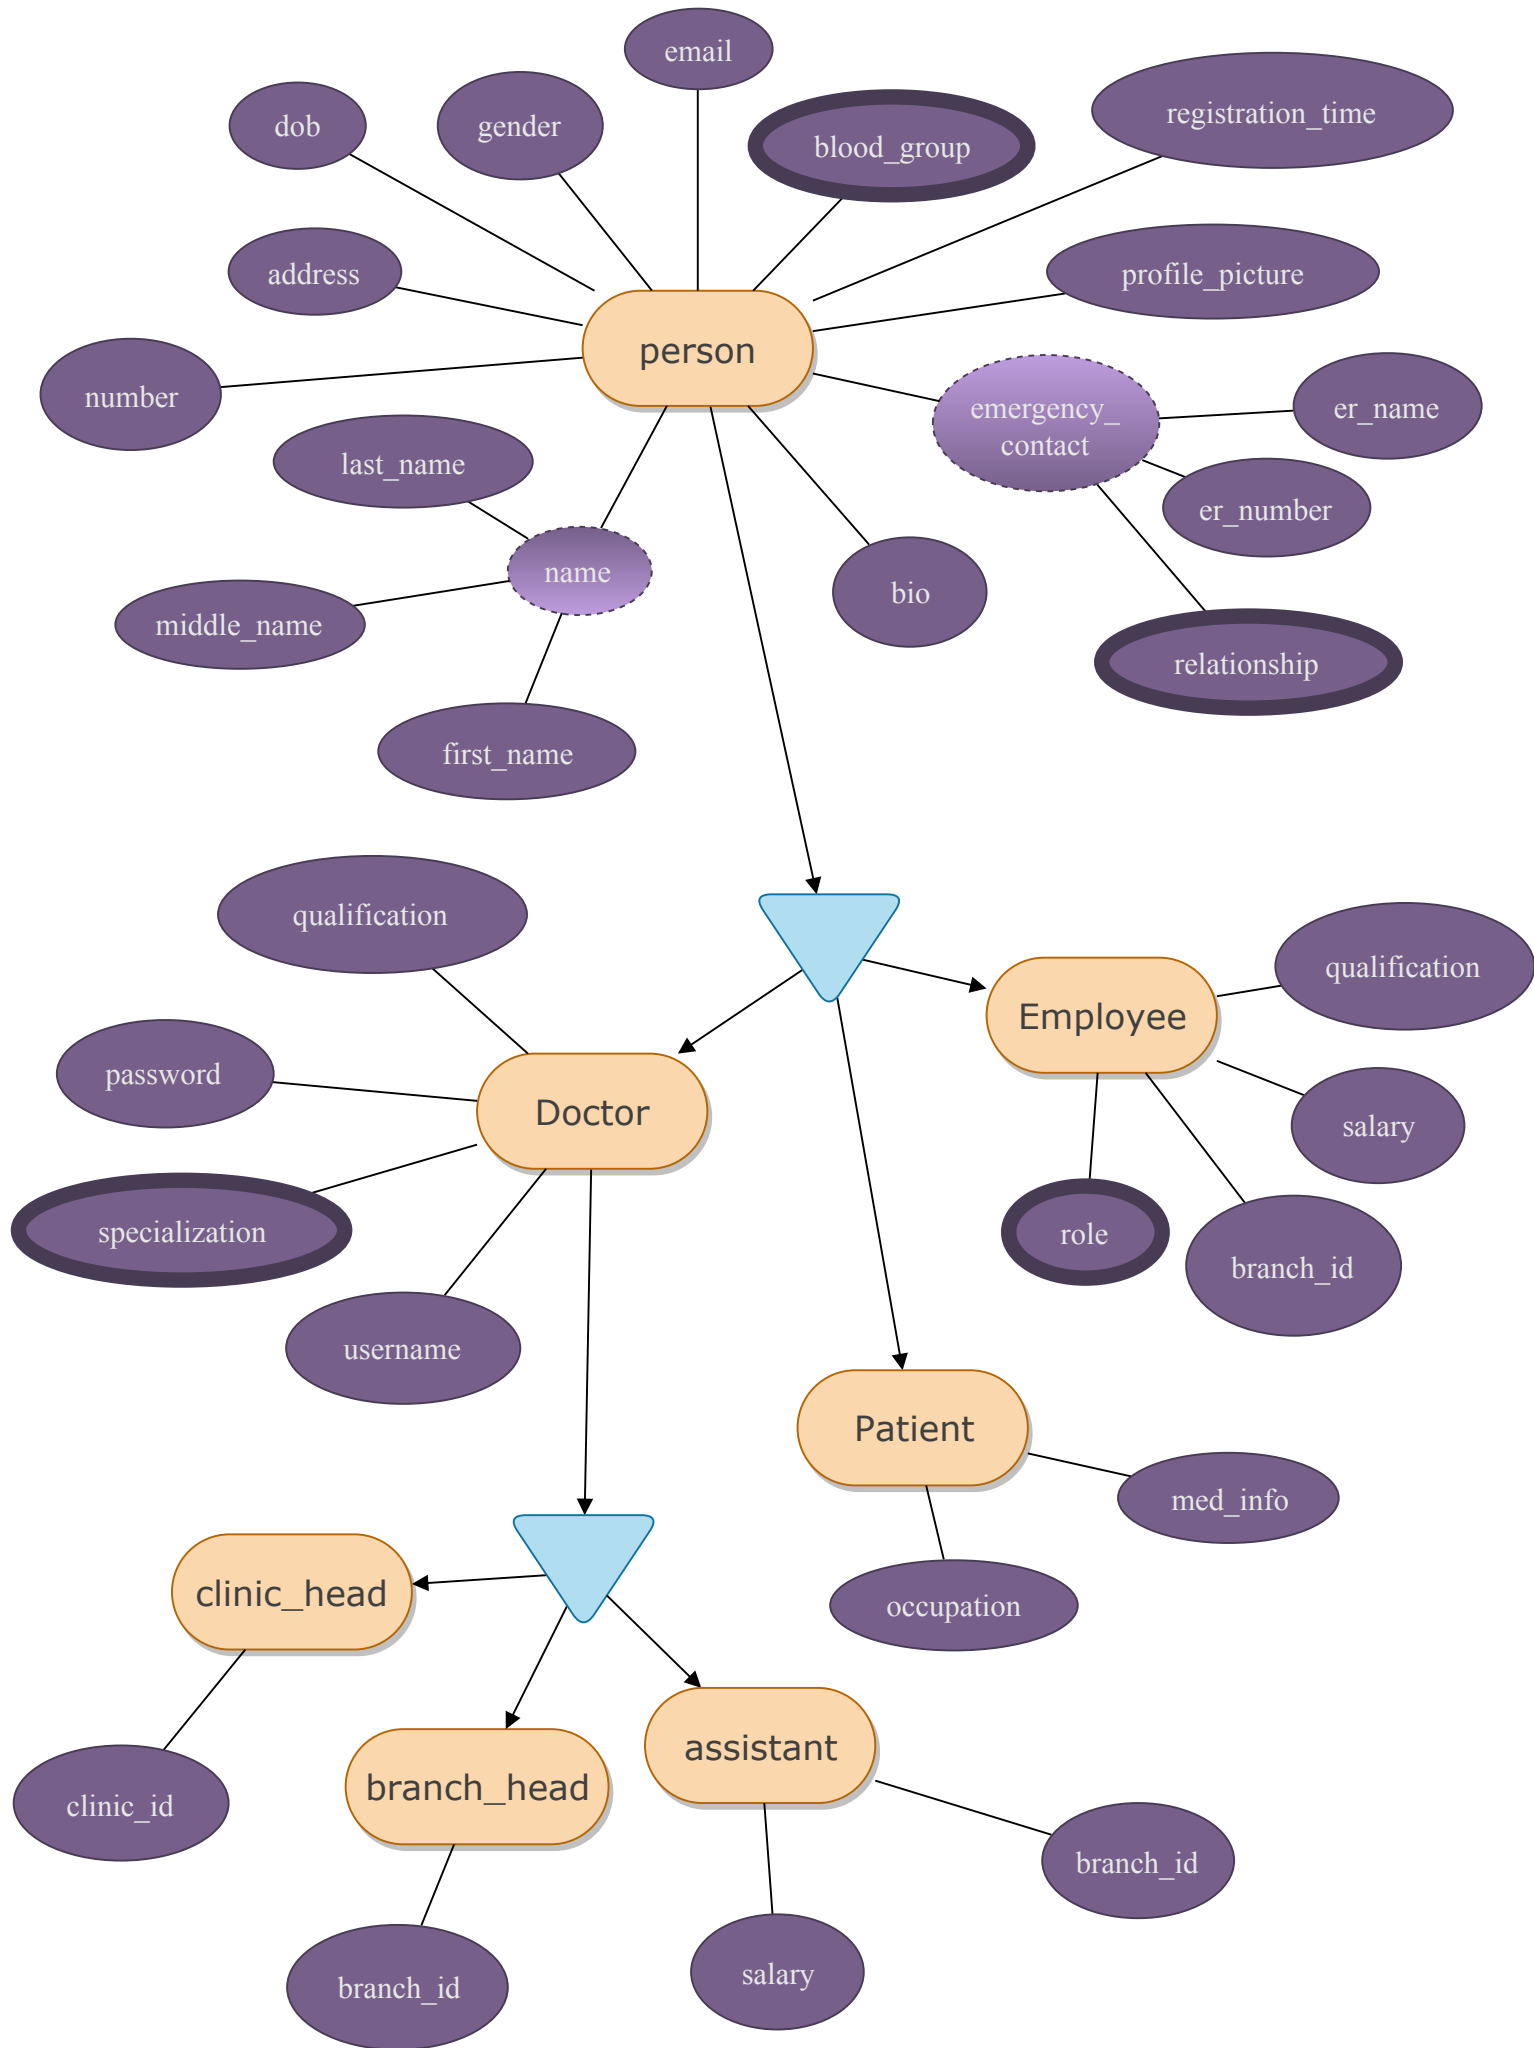 email
dob
gender
blood_group
registration_time
address
profile_picture
person
number
emergency_
contact
er_name
last_name
er_number
name
bio
middle_name
relationship
first_name
qualification
qualification
Employee
password
Doctor
salary
specialization
role
branch_id
username
Patient
med_info
clinic_head
occupation
assistant
branch_head
clinic_id
branch_id
salary
branch_id